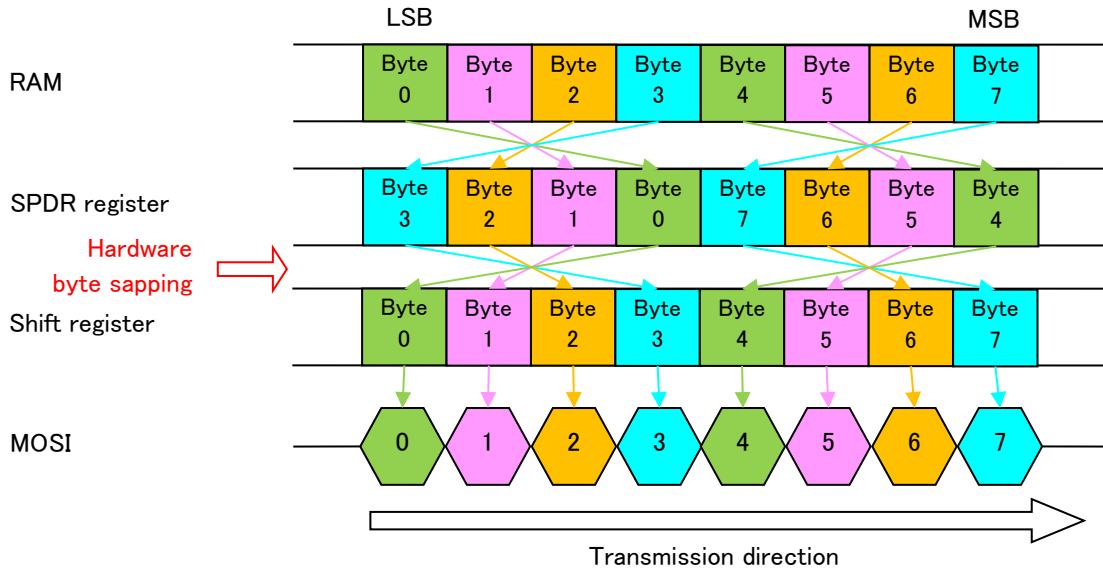 LSB MSB
RAM
Byte Byte Byte Byte Byte Byte Byte Byte
0 1 2 3 4 5 6 7
SPDR register
Byte Byte Byte Byte Byte Byte Byte Byte
3 2 1 0 7 6 5 4
Hardware
byte sapping
Shift register
Byte Byte Byte Byte Byte Byte Byte Byte
0 1 2 3 4 5 6 7
MOSI
0 1 2 3 4 5 6 7
Transmission direction